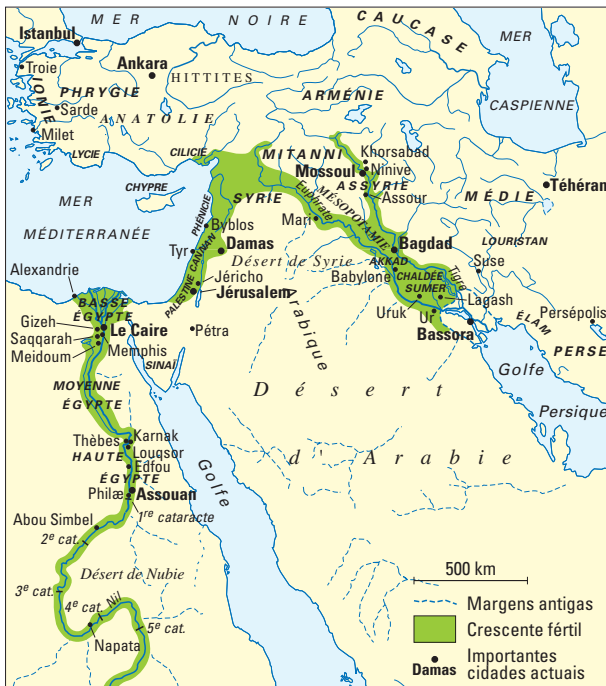 MER NOIRE
CAUCASE
MER
CASPIENNE
Istanbul
Troie
Ankara
HITTITES
PHRYGIE
IONIE
Sarde
ANATOLIE
Milet
LYCIE
ARMÉNIE
CILICIE
MITANNI
Khorsabad
Mossoul
Ninive
ASSYRIE
Assour
MÉDIE
Téhéran
CHYPRE
MER
MÉDITERRANÉE
SYRIE
Euphrate
MÉSOPOTAMIE
Mari
PHÉNICIE
Byblos
Tyr
Damas
Désert de Syrie
Bagdad
LOURISTAN
AKKAD
Babylone
CHALDÉE
SUMER
Tigre
Suse
Alexandrie
PALESTINE CANNAN
Jéricho
Jérusalem
Arabique
Uruk
Ur
Lagash
Bassora
ÉLAM
Persépolis
PERSE
BASSE
ÉGYPTE
Gizeh
Le Caire
Saqqarah
Memphis
Meidoum
SINAÏ
Pétra
Golfe
Persique
MOYENNE
ÉGYPTE
Désert
d'Arabie
Thèbes
Karnak
Louqsor
HAUTE
Edfou
ÉGYPTE
Philæ
Assouan
1re cataracte
Golfe
Abou Simbel
2e cat.
Désert de Nubie
3e cat.
4e cat.
Nil
5e cat.
Napata
500 km
Margens antigas
Crescente fértil
Damas
Importantes
cidades actuais